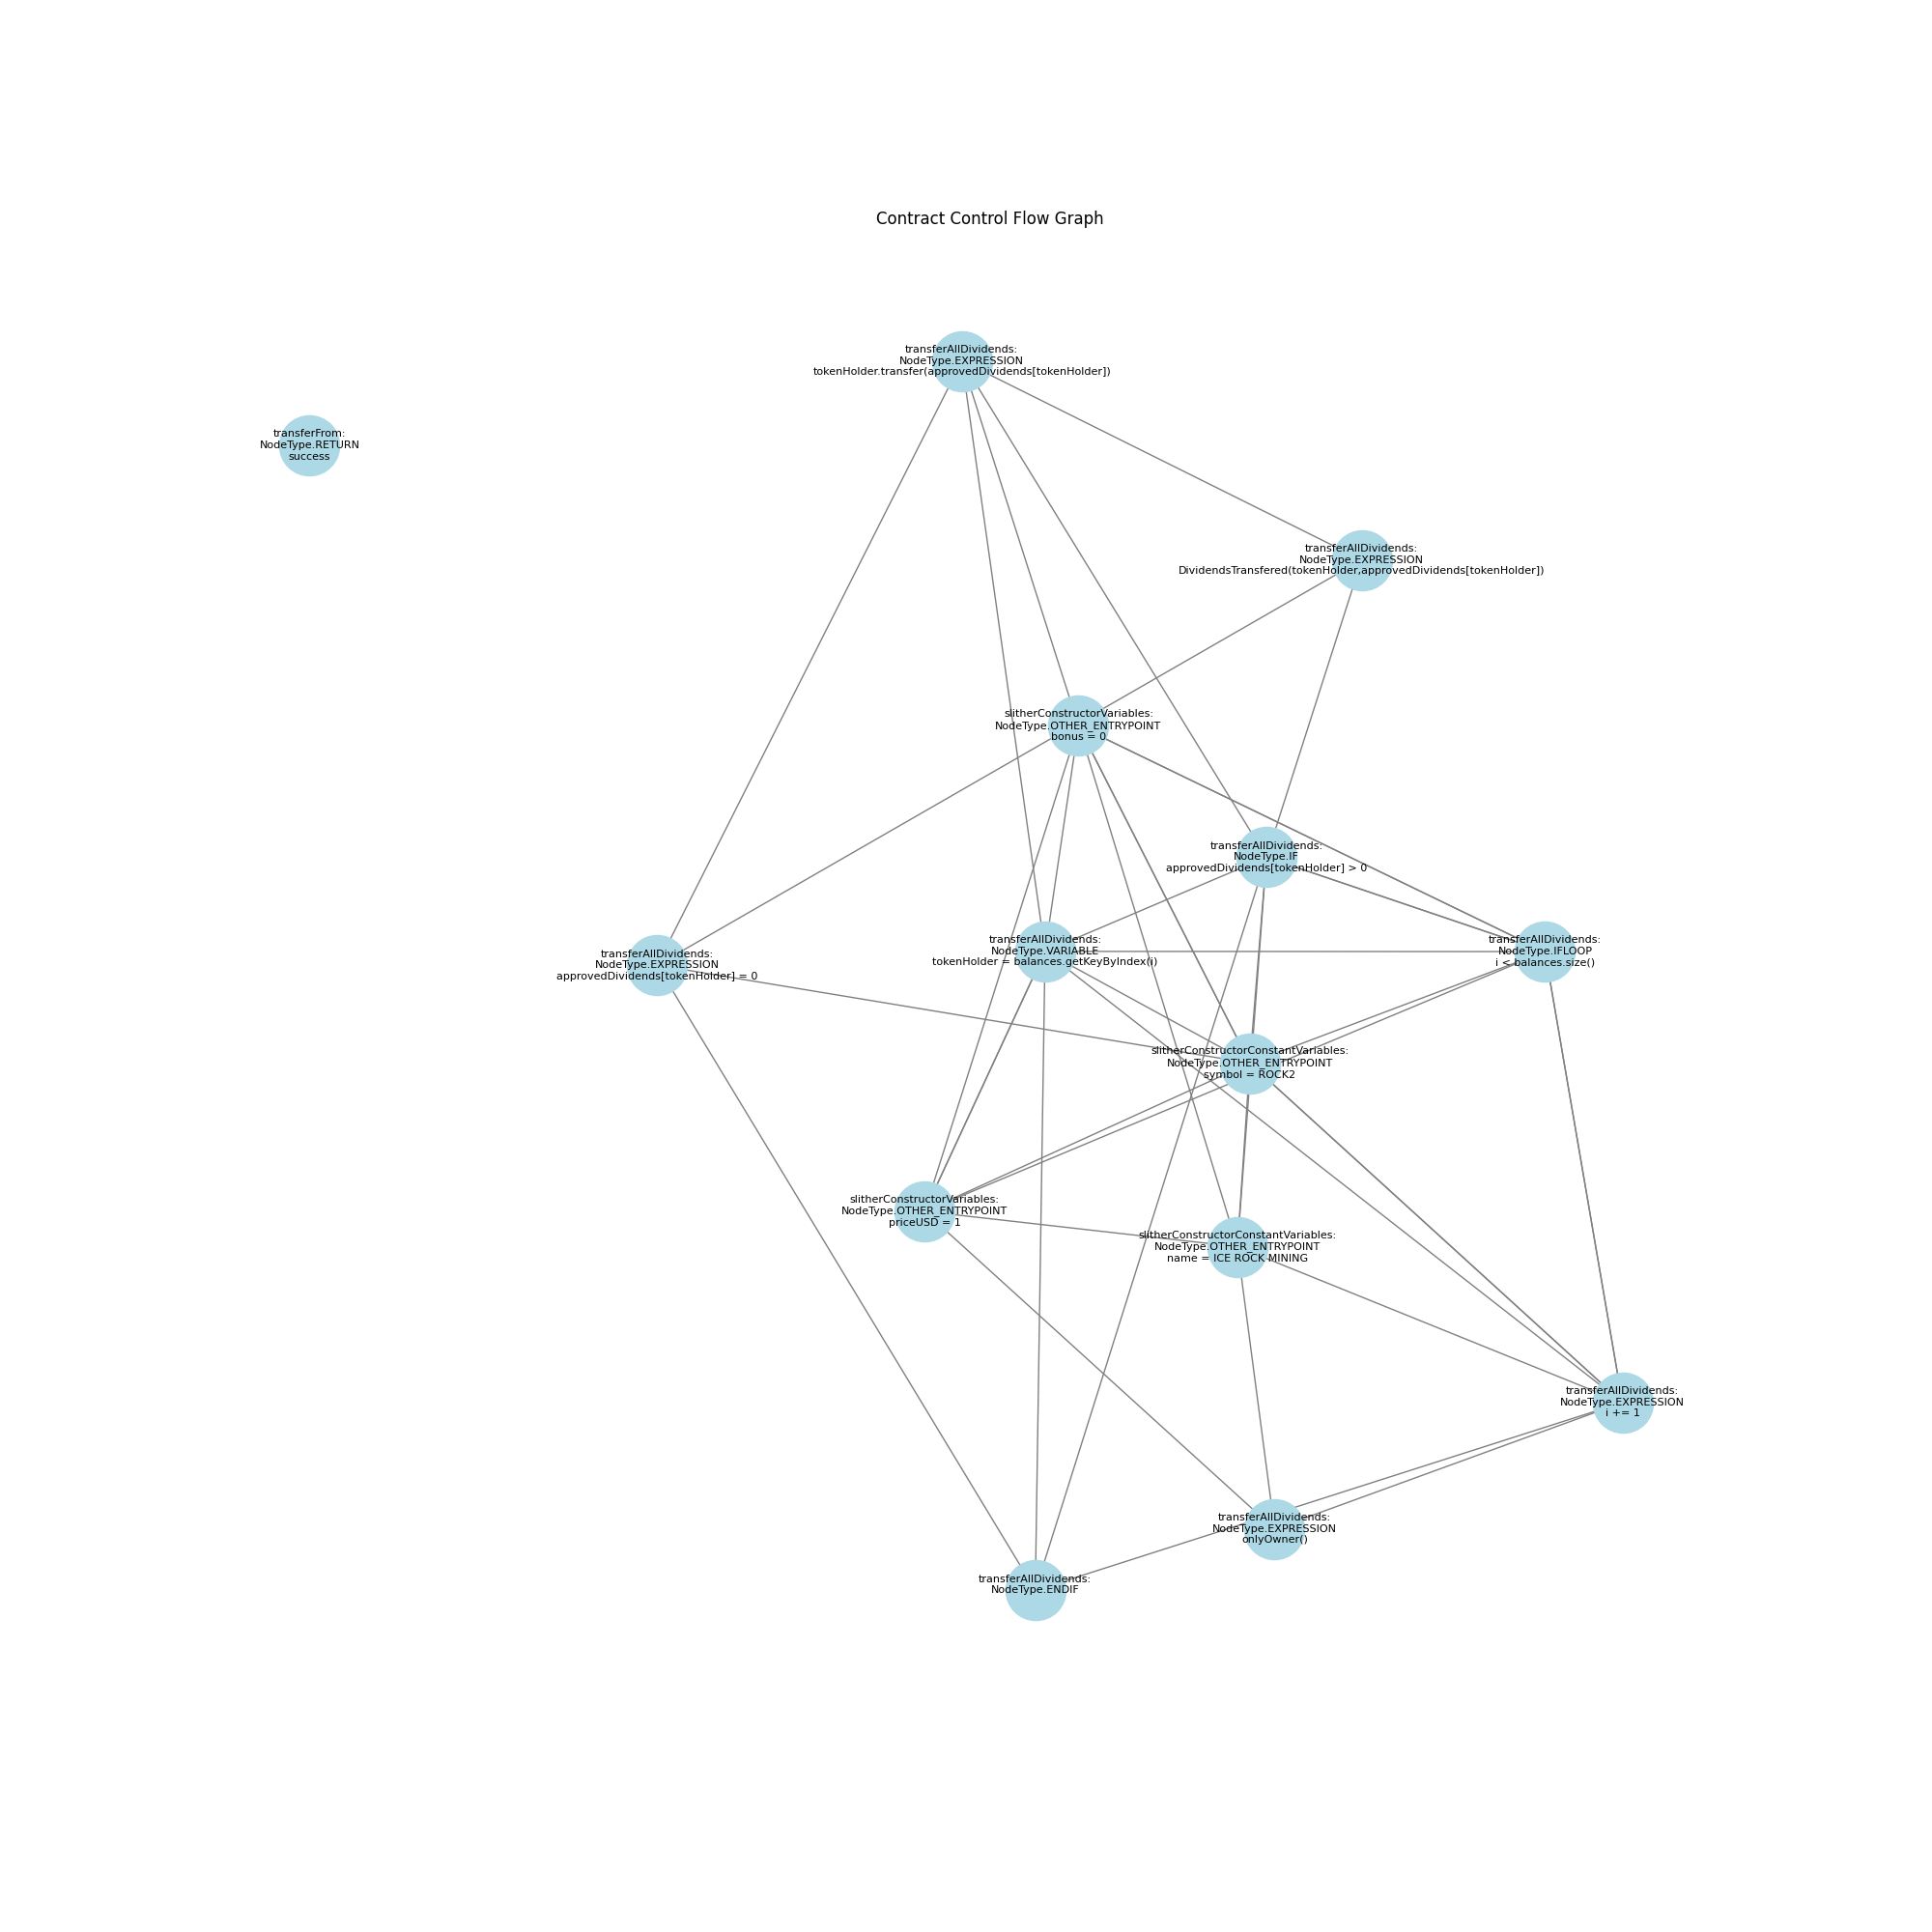 Contract Control Flow Graph
transferAllDividends:
NodeType.EXPRESSION
tokenHolder.transfer(approvedDividends[tokenHolder])
transferFrom:
NodeType.RETURN
success
transferAllDividends:
NodeType.EXPRESSION
DividendsTransfered(tokenHolder,approvedDividends[tokenHolder])
slitherConstructorVariables:
NodeType.OTHER_ENTRYPOINT
bonus = 0
transferAllDividends:
NodeType.IF
approvedDividends[tokenHolder] > 0
transferAllDividends:
NodeType.EXPRESSION
approvedDividends[tokenHolder] = 0
transferAllDividends:
NodeType.VARIABLE
tokenHolder = balances.getKeyByIndex(i)
transferAllDividends:
NodeType.IFLOOP
i < balances.size()
slitherConstructorConstantVariables:
NodeType.OTHER_ENTRYPOINT
symbol = ROCK2
slitherConstructorVariables:
NodeType.OTHER_ENTRYPOINT
priceUSD = 1
slitherConstructorConstantVariables:
NodeType.OTHER_ENTRYPOINT
name = ICE ROCK MINING
transferAllDividends:
NodeType.EXPRESSION
i += 1
transferAllDividends:
NodeType.EXPRESSION
onlyOwner()
transferAllDividends:
NodeType.ENDIF